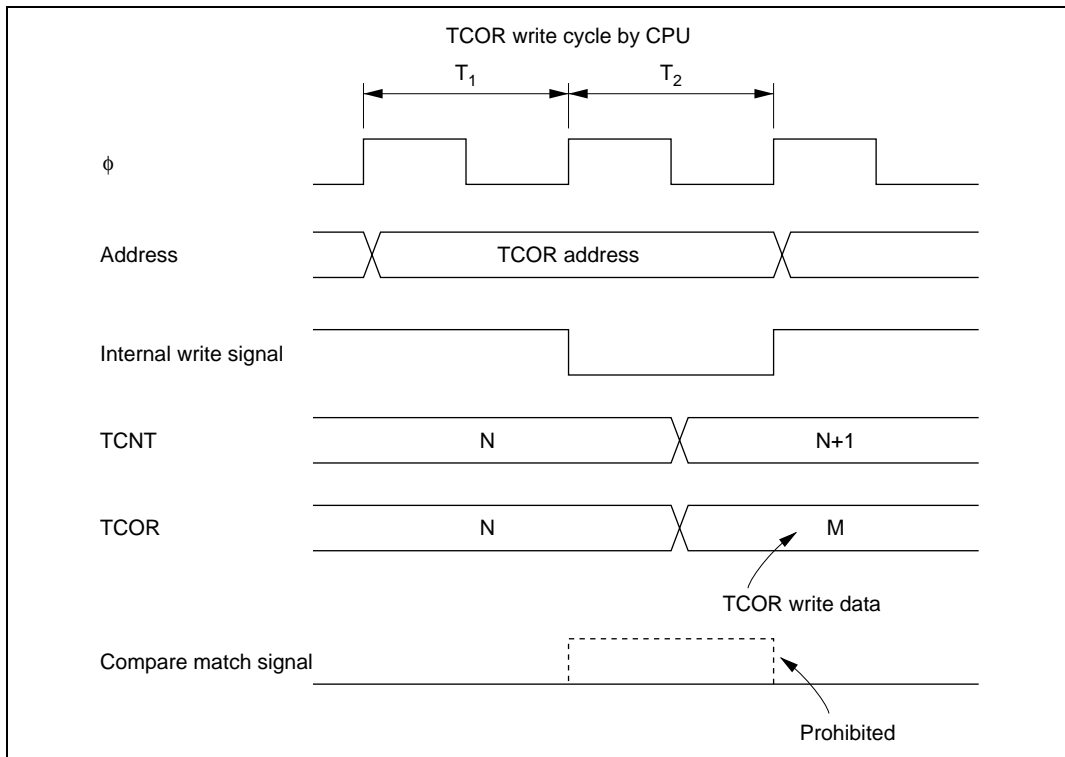 TCOR write cycle by CPU
T1 T2
φ
Address TCOR address
Internal write signal
TCNT N N+1
TCOR N M
TCOR write data
Compare match signal
Prohibited